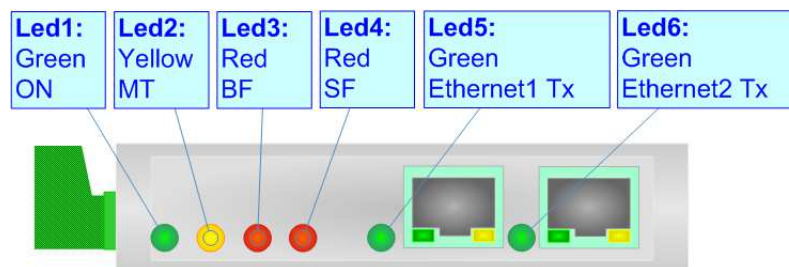 Led1:
Green
ON
Led2:
Yellow
MT
Led3:
Red
BF
Led4:
Red
SF
Led5:
Green
Ethernet1 Tx
Led6:
Green
Ethernet2 Tx